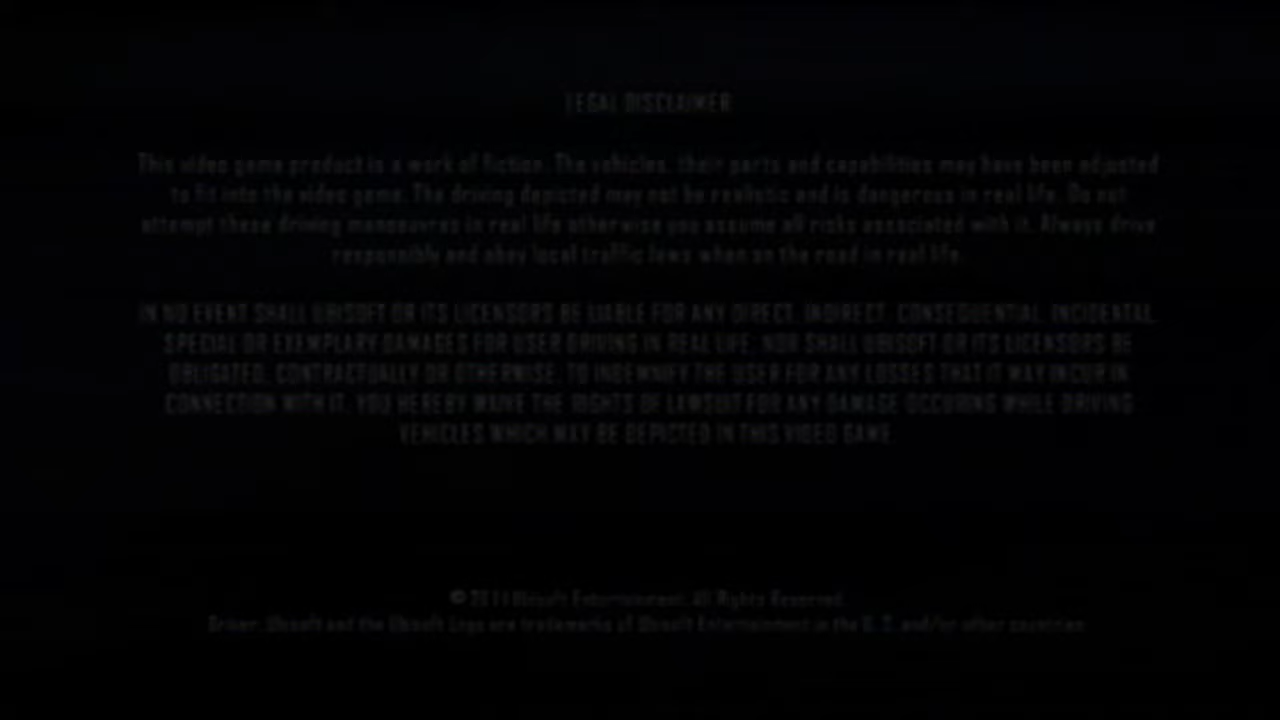 LEGAL DISCLAIMER
This video game product is a work of fiction. The vehicles, their parts and capabilities may have been adjusted
to fit into the video game. The driving depicted may not be realistic and is dangerous in real life. Do not
attempt these driving manoeuvres in real life otherwise you assume all risks associated with it. Always drive
responsibly and obey local traffic laws when on the road in real life.
IN NO EVENT SHALL UBISOFT OR ITS LICENSORS BE LIABLE FOR ANY DIRECT, INDIRECT, CONSEQUENTIAL, INCIDENTAL,
SPECIAL OR EXEMPLARY DAMAGES FOR USER DRIVING IN REAL LIFE; NOR SHALL UBISOFT OR ITS LICENSORS BE
OBLIGATED, CONTRACTUALLY OR OTHERWISE, TO INDEMNIFY THE USER FOR ANY LOSSES THAT IT MAY INCUR IN
CONNECTION WITH IT. YOU HEREBY WAIVE THE RIGHTS OF LAWSUIT FOR ANY DAMAGE OCCURING WHILE DRIVING
VEHICLES WHICH MAY BE DEPICTED IN THIS VIDEO GAME.
© 2011 Ubisoft Entertainment. All Rights Reserved.
Driver, Ubisoft and the Ubisoft Logo are trademarks of Ubisoft Entertainment in the U.S. and/or other countries.